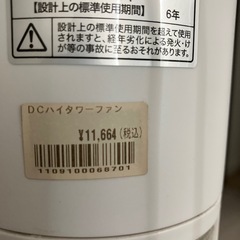 【設計上の標準使用期間】 6年
設計上の標準使用期間を超えて使用
されますと、経年劣化による発火・け
が等の事故に至るおそれがあります。
DCハイタワーファン
¥11,664(税込)
1109100068701